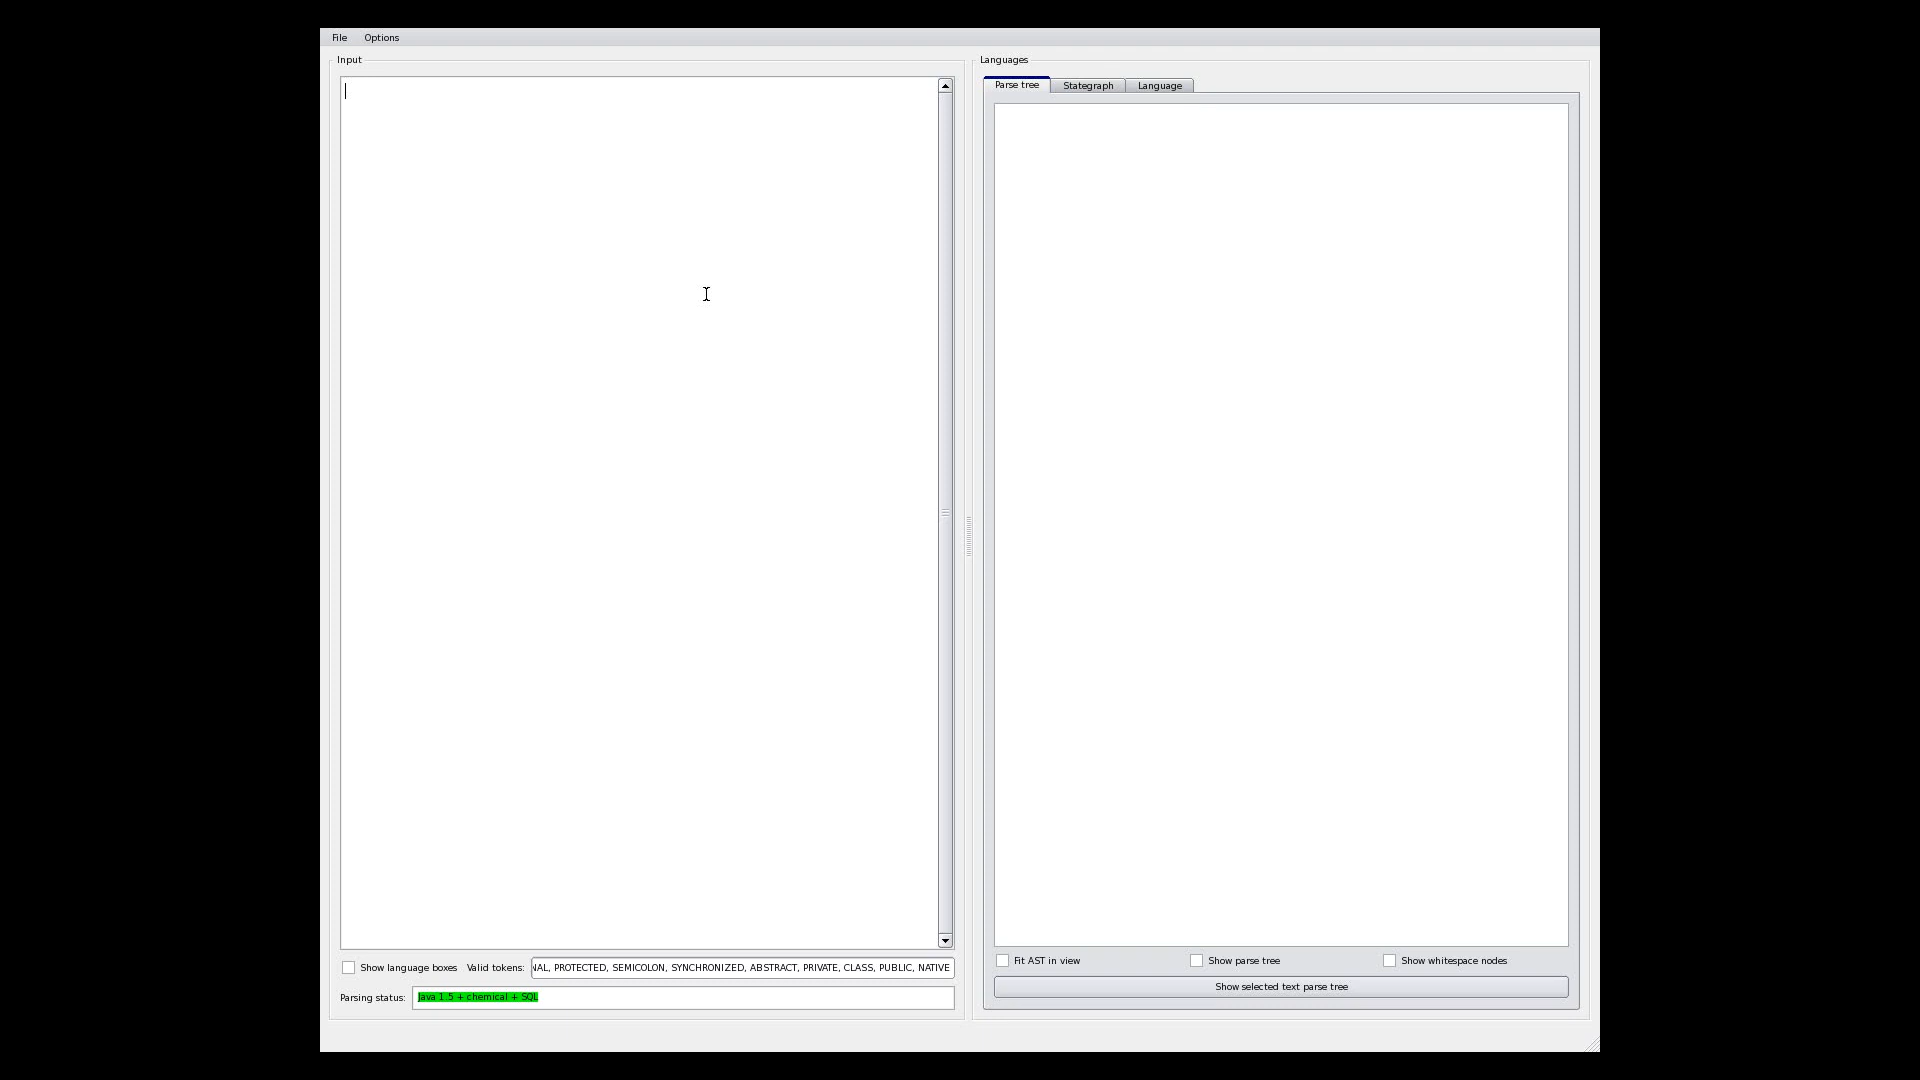 File Options
Input
Languages
Parse tree Stategraph Language
Show language boxes Valid tokens: NAL, PROTECTED, SEMICOLON, SYNCHRONIZED, ABSTRACT, PRIVATE, CLASS, PUBLIC, NATIVE
Fit AST in view Show parse tree Show whitespace nodes
Show selected text parse tree
Parsing status: Java 1.5 + chemical + SQL